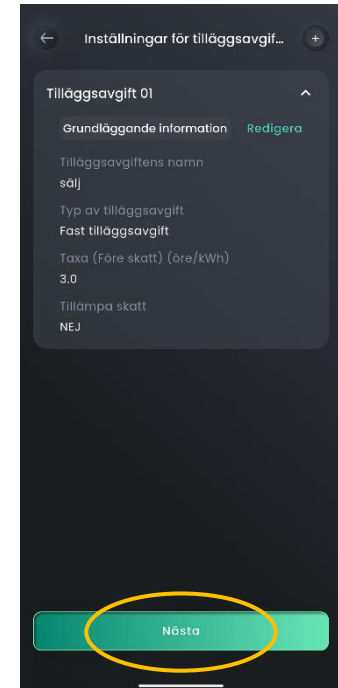 Inställningar för tilläggsavgif...
Tilläggsavgift 01
Grundläggande information Redigera
Tilläggsavgiftens namn
sälj
Typ av tilläggsavgift
Fast tilläggsavgift
Taxa (Före skatt) (öre/kWh)
3.0
Tillämpa skatt
NEJ
Nästa